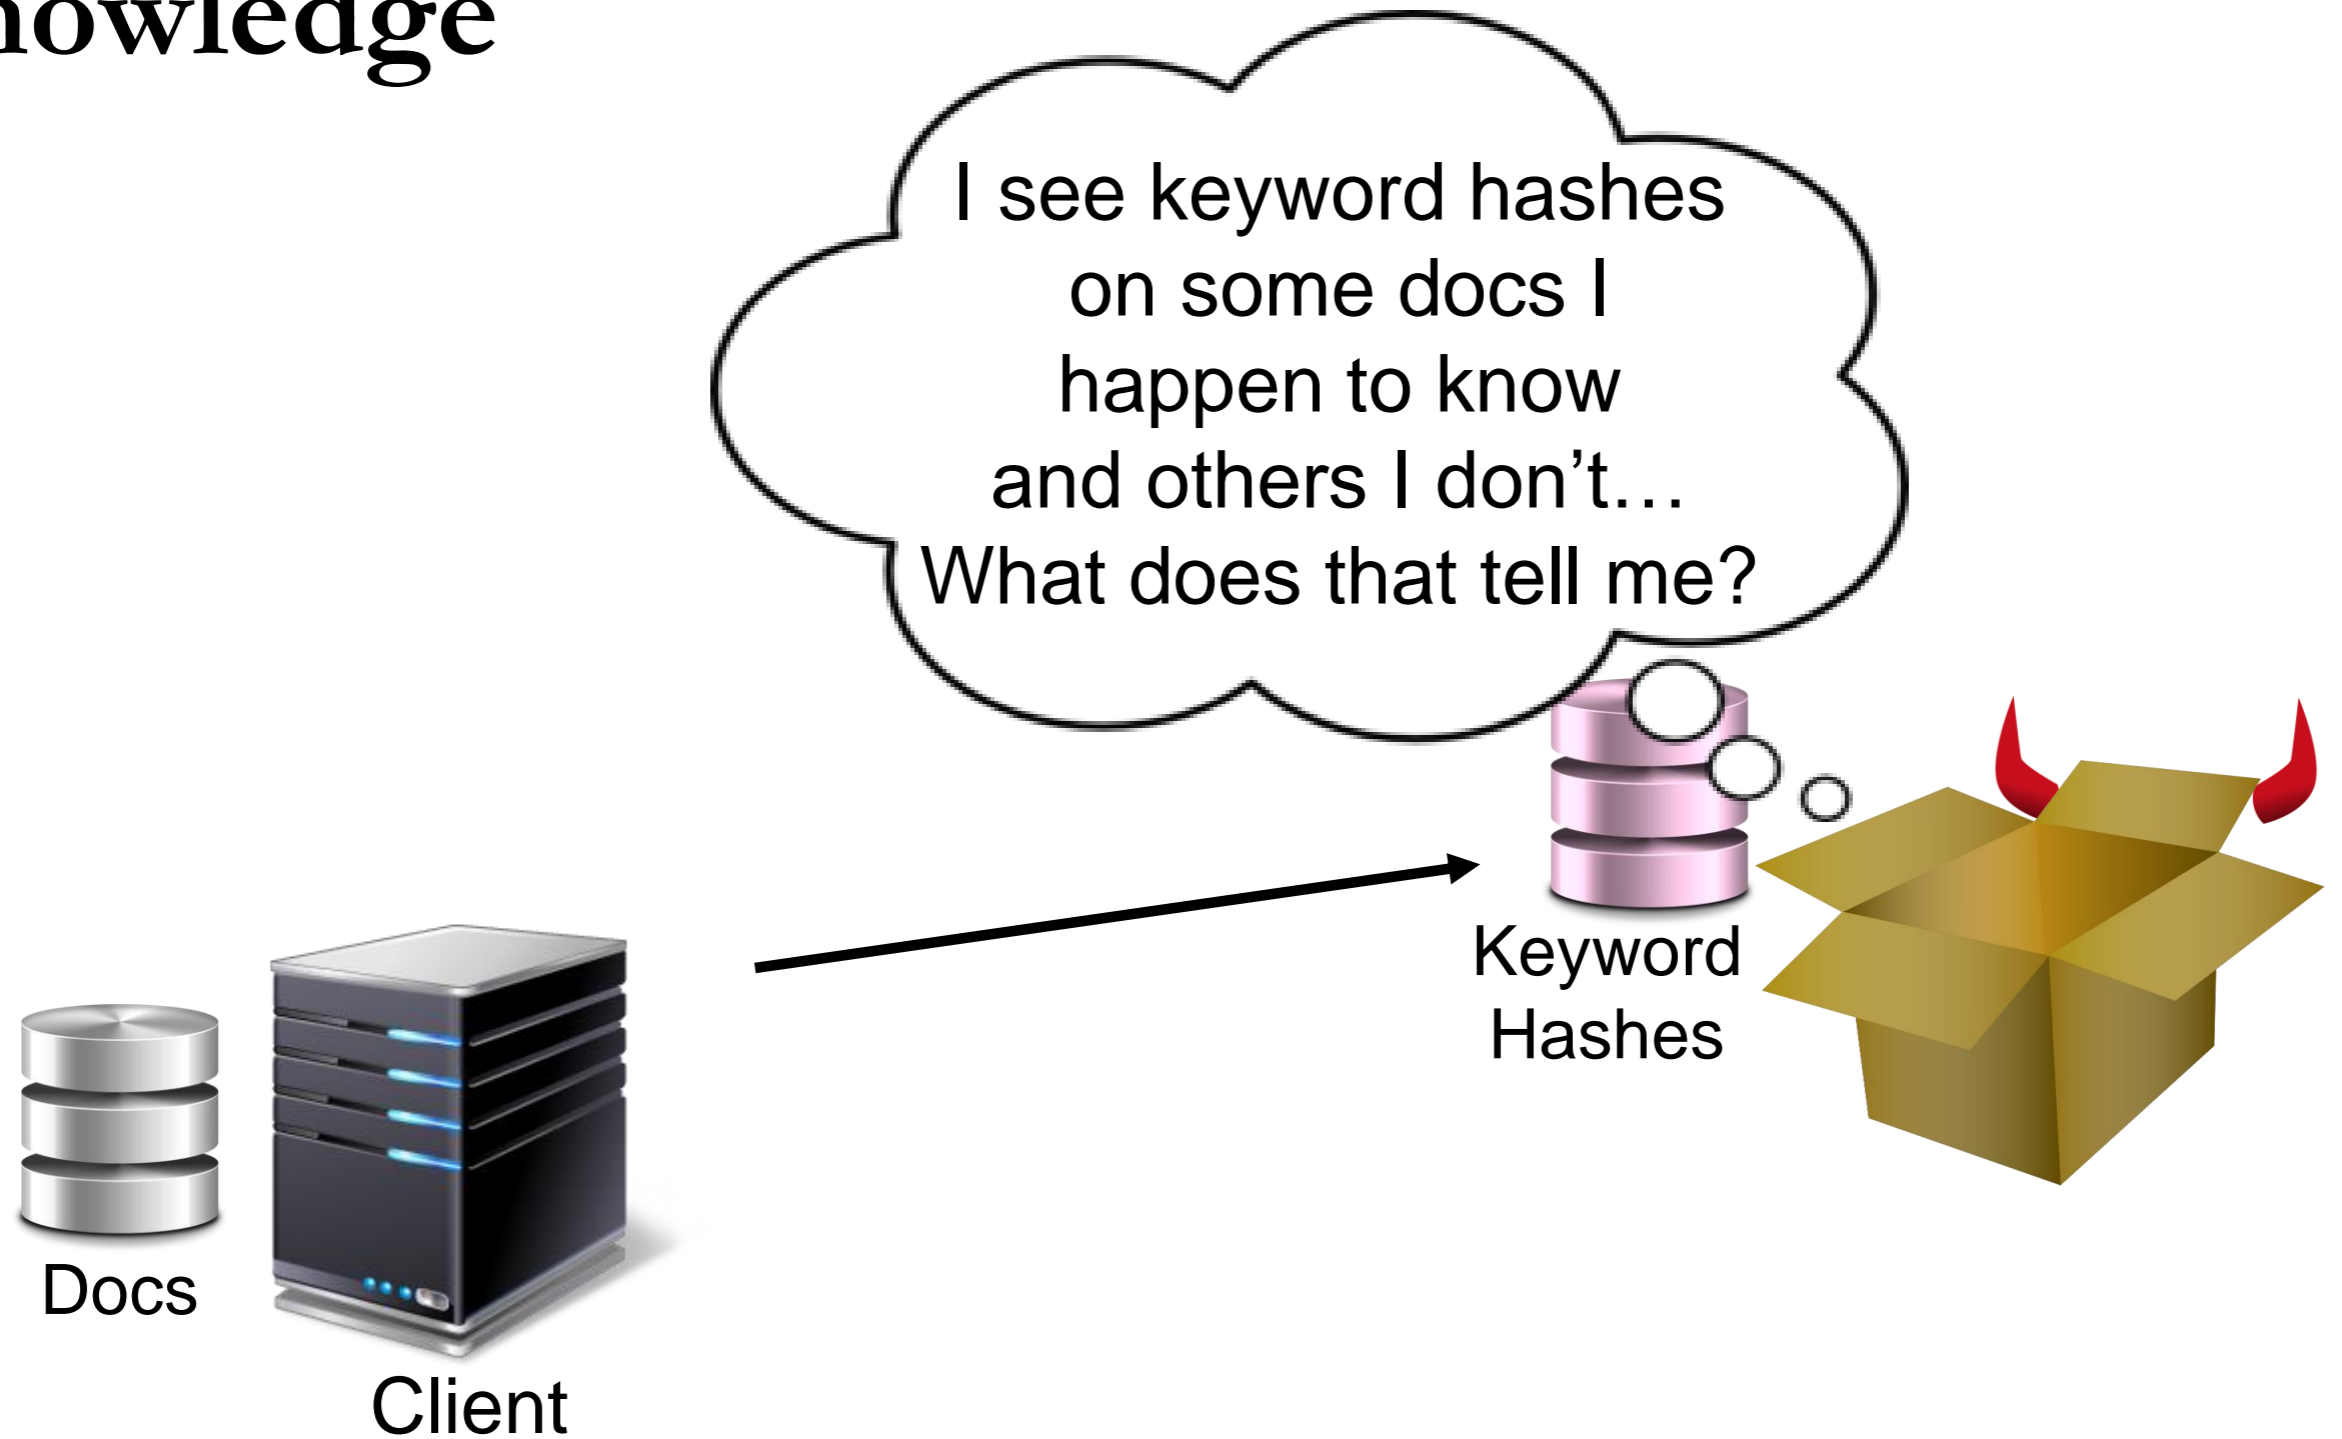 nowledge
I see keyword hashes
on some docs I
happen to know
and others I don’t…
What does that tell me?
Keyword
Hashes
Docs
Client